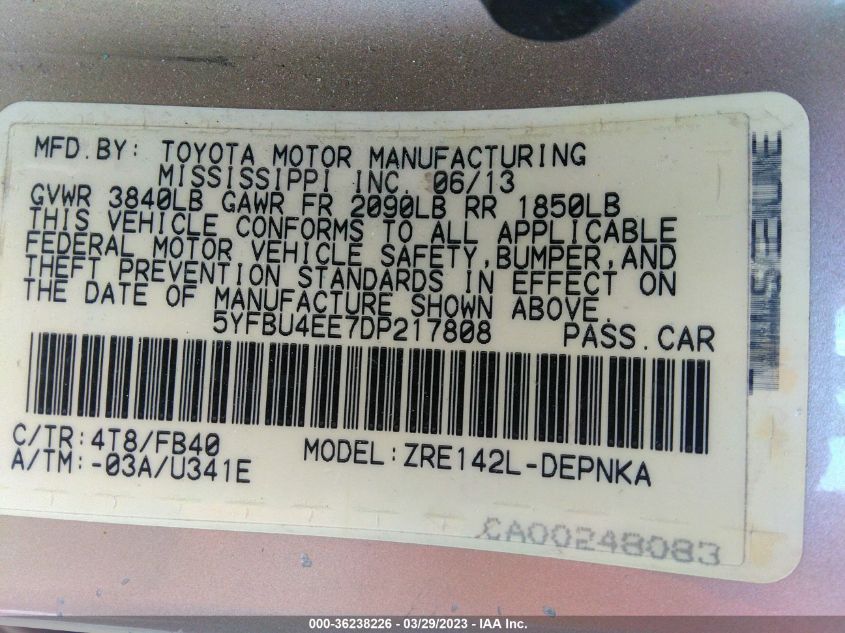 MFD.BY: TOYOTA MOTOR MANUFACTURING
MISSISSIPPI INC. 06/13
GVWR 3840LB GAWR FR 2090LB RR 1850LB
THIS VEHICLE CONFORMS TO ALL APPLICABLE
FEDERAL MOTOR VEHICLE SAFETY,BUMPER,AND
THEFT PREVENTION STANDARDS IN EFFECT ON
THE DATE OF MANUFACTURE SHOWN ABOVE.
5YFBU4EE7DP217808 PASS.CAR
C/TR:4T8/FB40
A/TM:-03A/U341E
MODEL:ZRE142L-DEPNKA
CA00248083
000-36238226 - 03/29/2023 - IAA Inc.